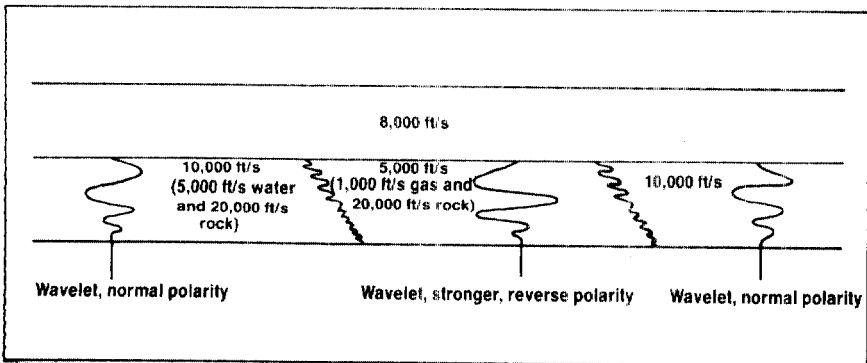 8,000 ft/s
10,000 ft/s
(5,000 ft/s water
and 20,000 ft/s
rock)
5,000 ft/s
(1,000 ft/s gas and
20,000 ft/s rock)
10,000 ft/s
Wavelet, normal polarity
Wavelet, stronger, reverse polarity
Wavelet, normal polarity